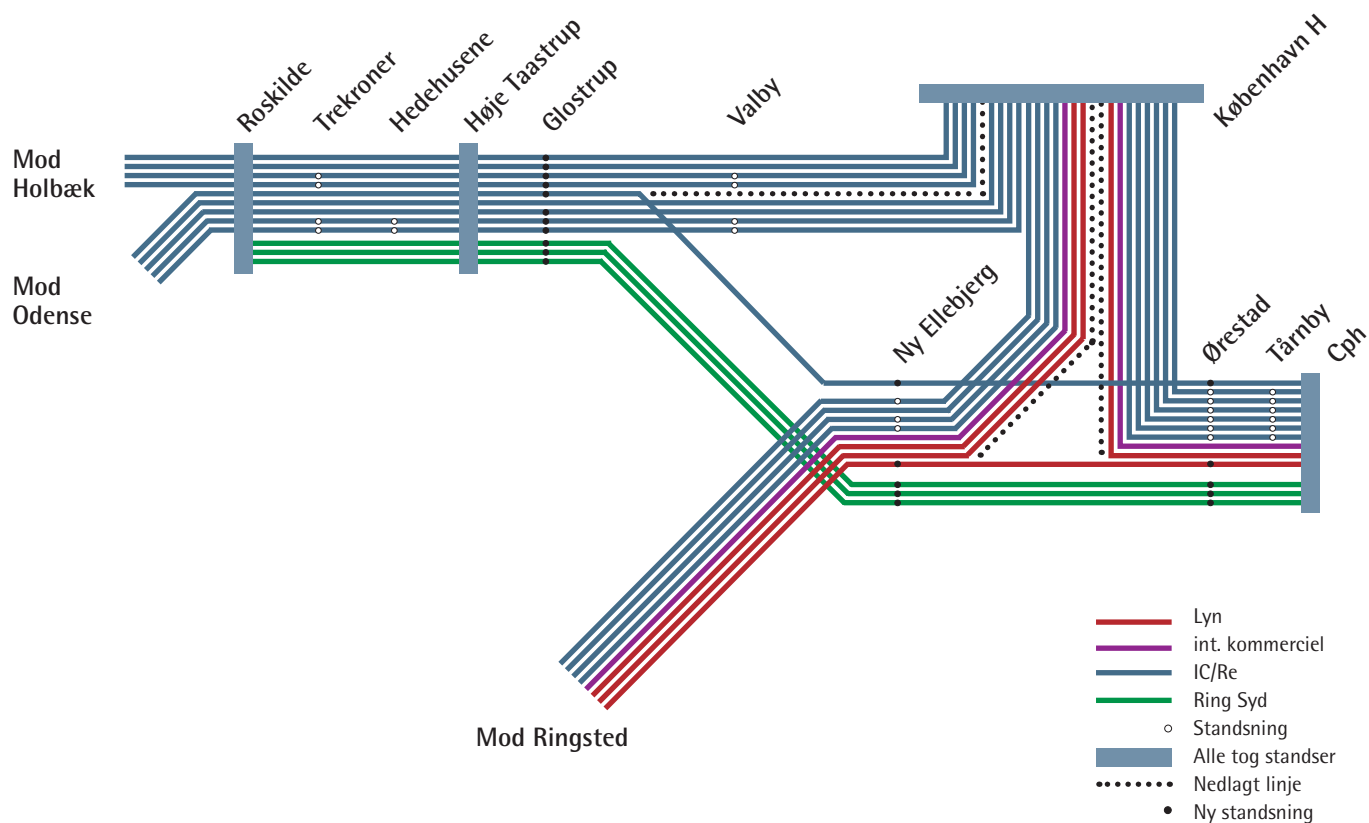 Roskilde
Trekroner
Hedehusene
Høje Taastrup
Glostrup
Valby
København H
Mod
Holbæk
Mod
Odense
Ny Ellebjerg
Ørestad
Tårnby
Cph
Mod Ringsted
Lyn
int. kommerciel
IC/Re
Ring Syd
Standsning
Alle tog standser
Nedlagt linje
Ny standsning